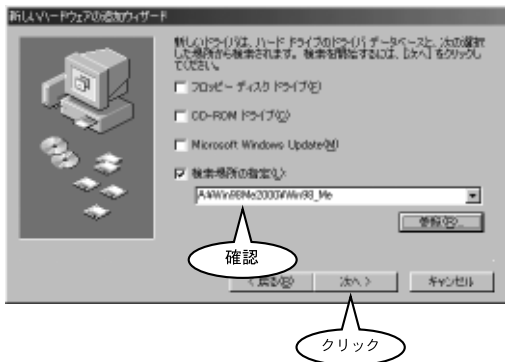 新しいハードウェアの追加ウィザード
新しいドライバは、ハード ドライブのドライバ データベースと、次の選択
した場所から検索されます。検索を開始するには、[次へ] をクリックし
てください。
フロッピー ディスク ドライブ(F)
CD-ROM ドライブ(C)
Microsoft Windows Update(M)
検索場所の指定(L):
A:¥Win98Me2000¥Win98_Me
参照(R)...
確認
< 戻る(B)
次へ >
キャンセル
クリック